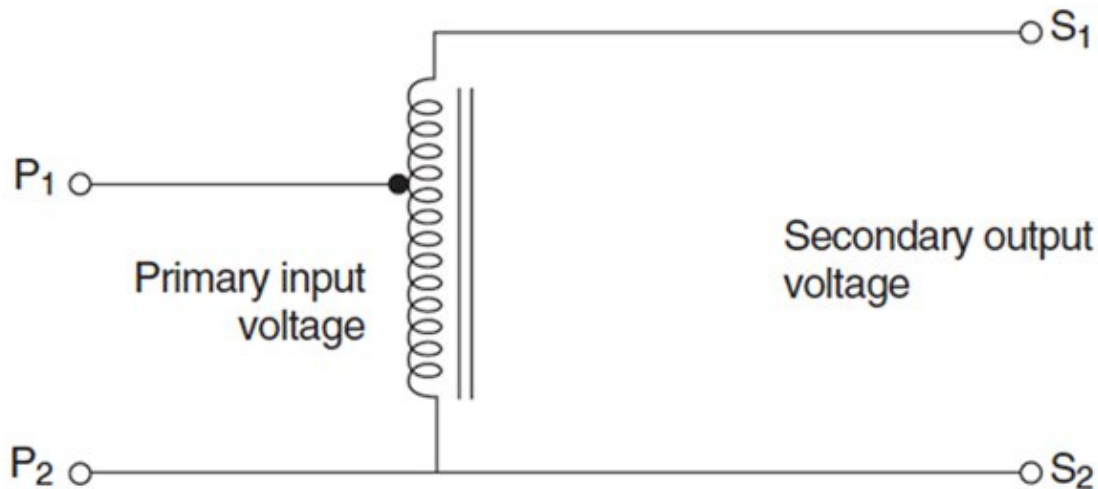 S1
P1
Primary input
voltage
Secondary output
voltage
P2
S2